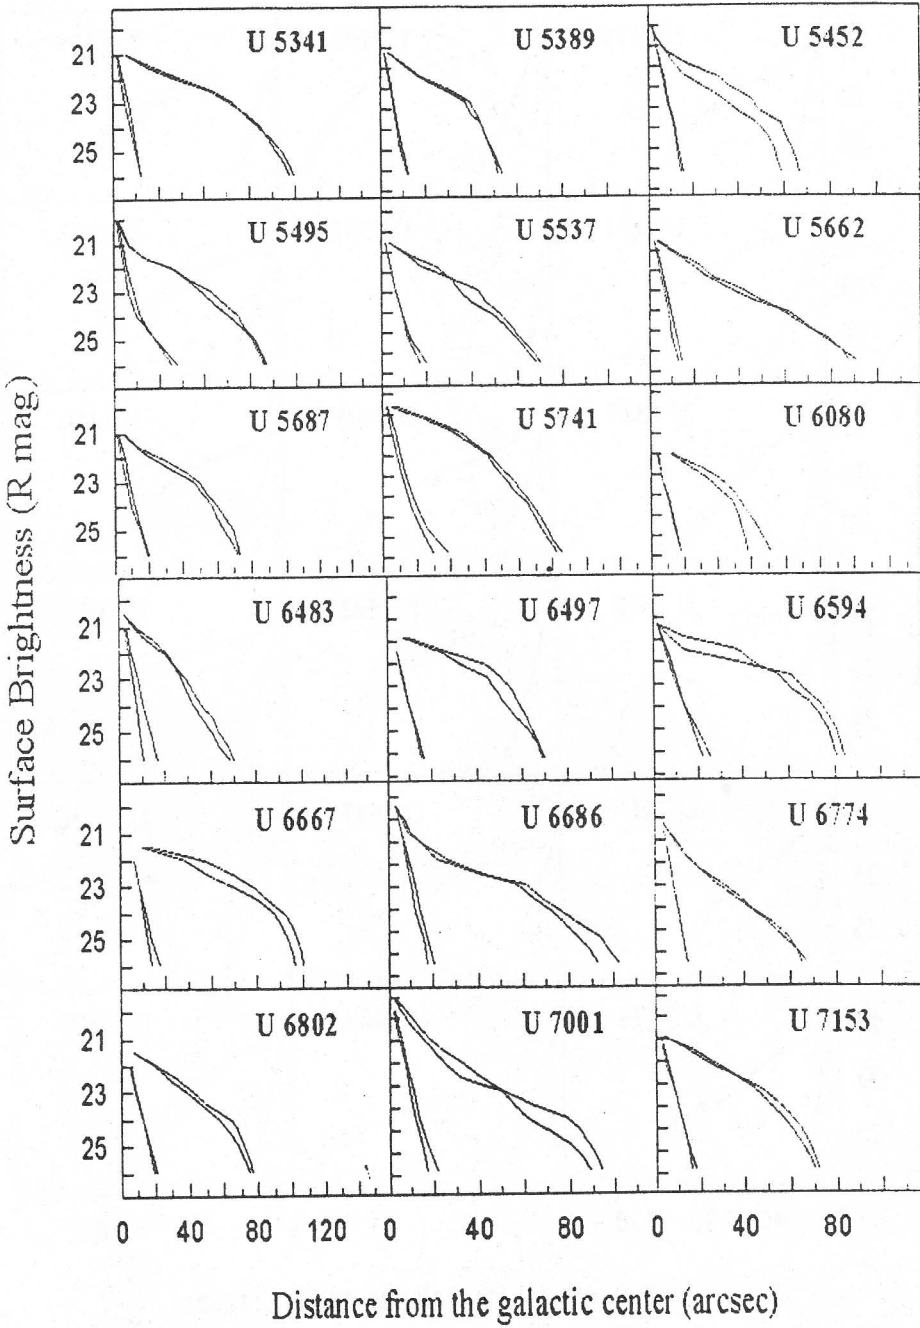 U 5341
U 5389
U 5452
21
23
25
U 5495
U 5537
U 5662
21
23
25
U 5687
U 5741
U 6080
21
23
25
U 6483
U 6497
U 6594
21
23
25
U 6667
U 6686
U 6774
21
23
25
U 6802
U 7001
U 7153
21
23
25
0 40 80 120 0 40 80 0 40 80
Surface Brightness (R mag)
Distance from the galactic center (arcsec)